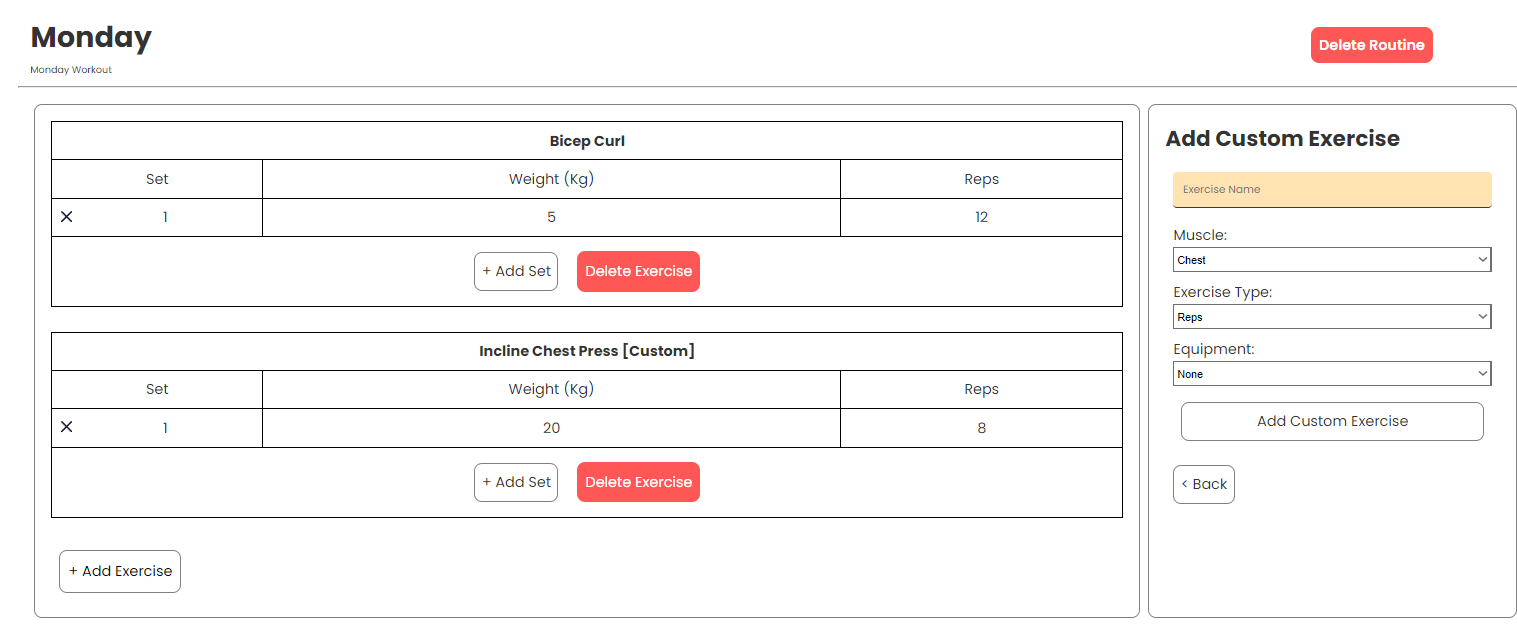 Monday
Delete Routine
Monday Workout
Bicep Curl
Set Weight (Kg) Reps
1 5 12
+ Add Set Delete Exercise
Incline Chest Press [Custom]
Set Weight (Kg) Reps
1 20 8
+ Add Set Delete Exercise
+ Add Exercise
Add Custom Exercise
Exercise Name
Muscle:
Chest
Exercise Type:
Reps
Equipment:
None
Add Custom Exercise
< Back